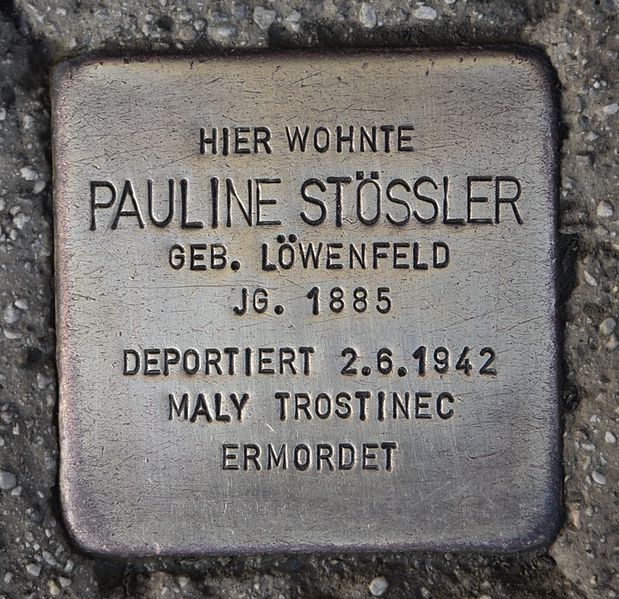 HIER WOHNTE
PAULINE STÖSSLER
GEB. LÖWENFELD
JG. 1885
DEPORTIERT 2.6.1942
MALY TROSTINEC
ERMORDET